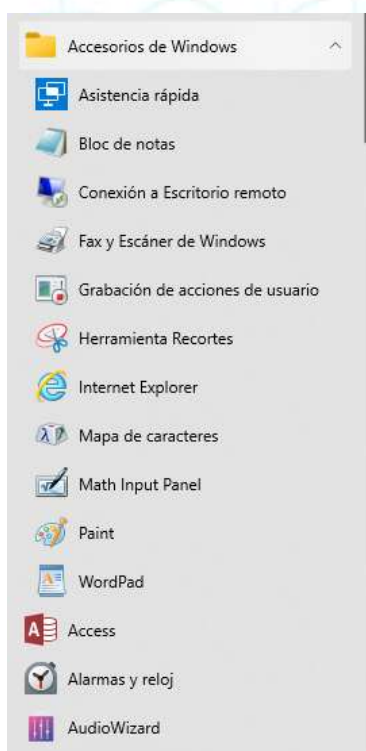 Accesorios de Windows
Asistencia rápida
Bloc de notas
Conexión a Escritorio remoto
Fax y Escáner de Windows
Grabación de acciones de usuario
Herramienta Recortes
Internet Explorer
Mapa de caracteres
Math Input Panel
Paint
WordPad
Access
Alarmas y reloj
AudioWizard